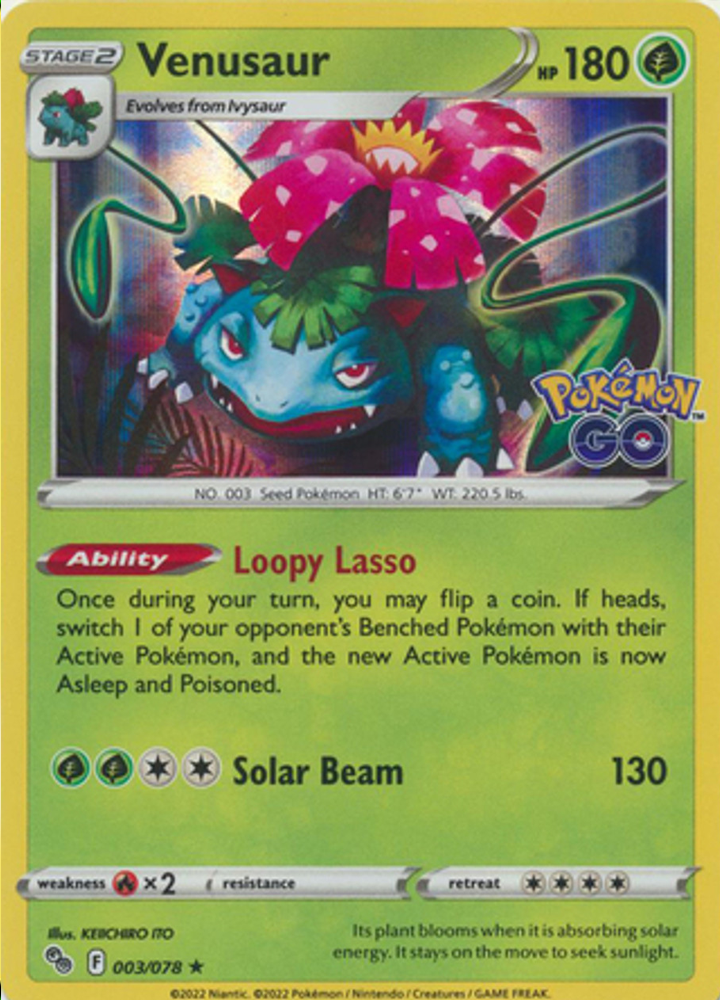 STAGE 2
Venusaur
HP 180
Evolves from Ivysaur
POKéMON™
GO
NO. 003 Seed Pokémon HT: 6'7" WT: 220.5 lbs.
Ability Loopy Lasso
Once during your turn, you may flip a coin. If heads,
switch 1 of your opponent's Benched Pokémon with their
Active Pokémon, and the new Active Pokémon is now
Asleep and Poisoned.
Solar Beam 130
weakness ×2 resistance retreat
Illus. KEIICHIRO ITO
Its plant blooms when it is absorbing solar
energy. It stays on the move to seek sunlight.
F 003/078 ★
©2022 Niantic. ©2022 Pokémon / Nintendo / Creatures / GAME FREAK.